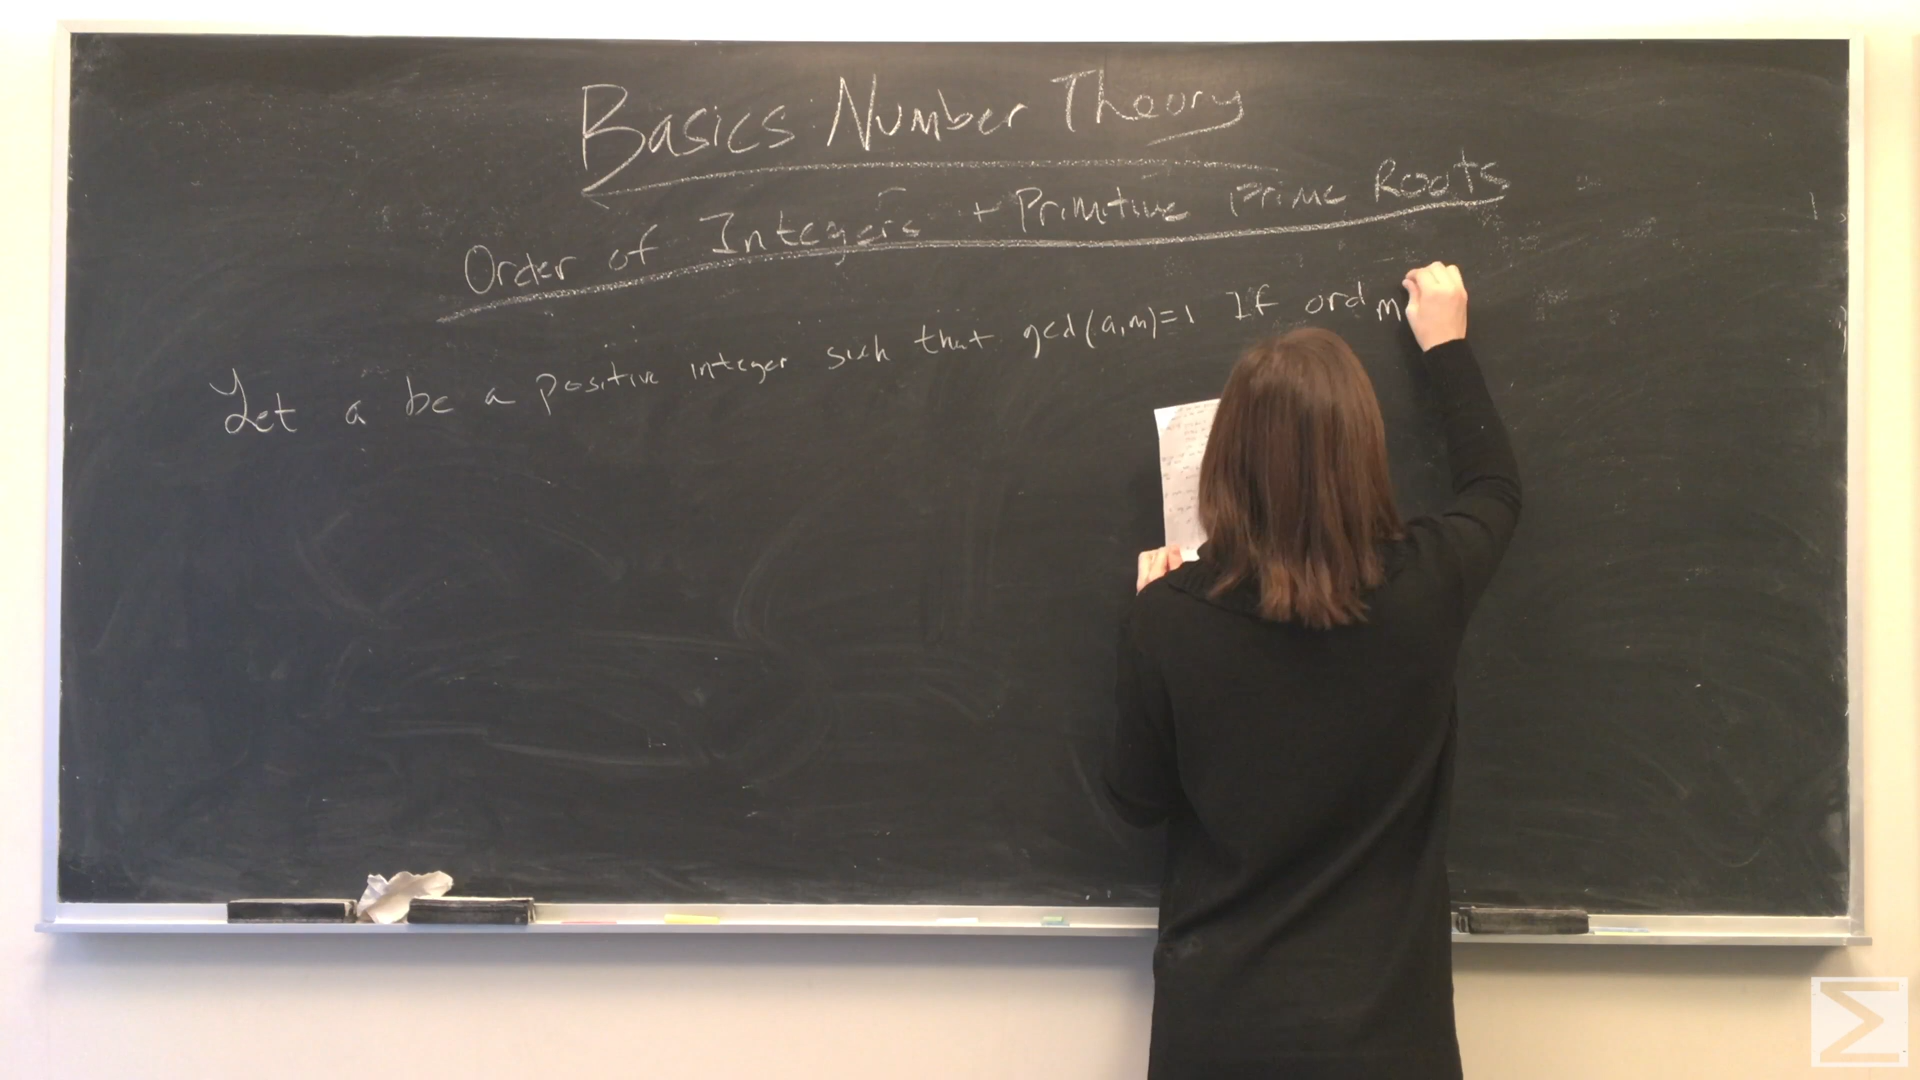 Basics Number Theory
Order of Integers + Primitive Prime Roots
Let a be a positive integer such that gcd(a,m)=1 If ord m